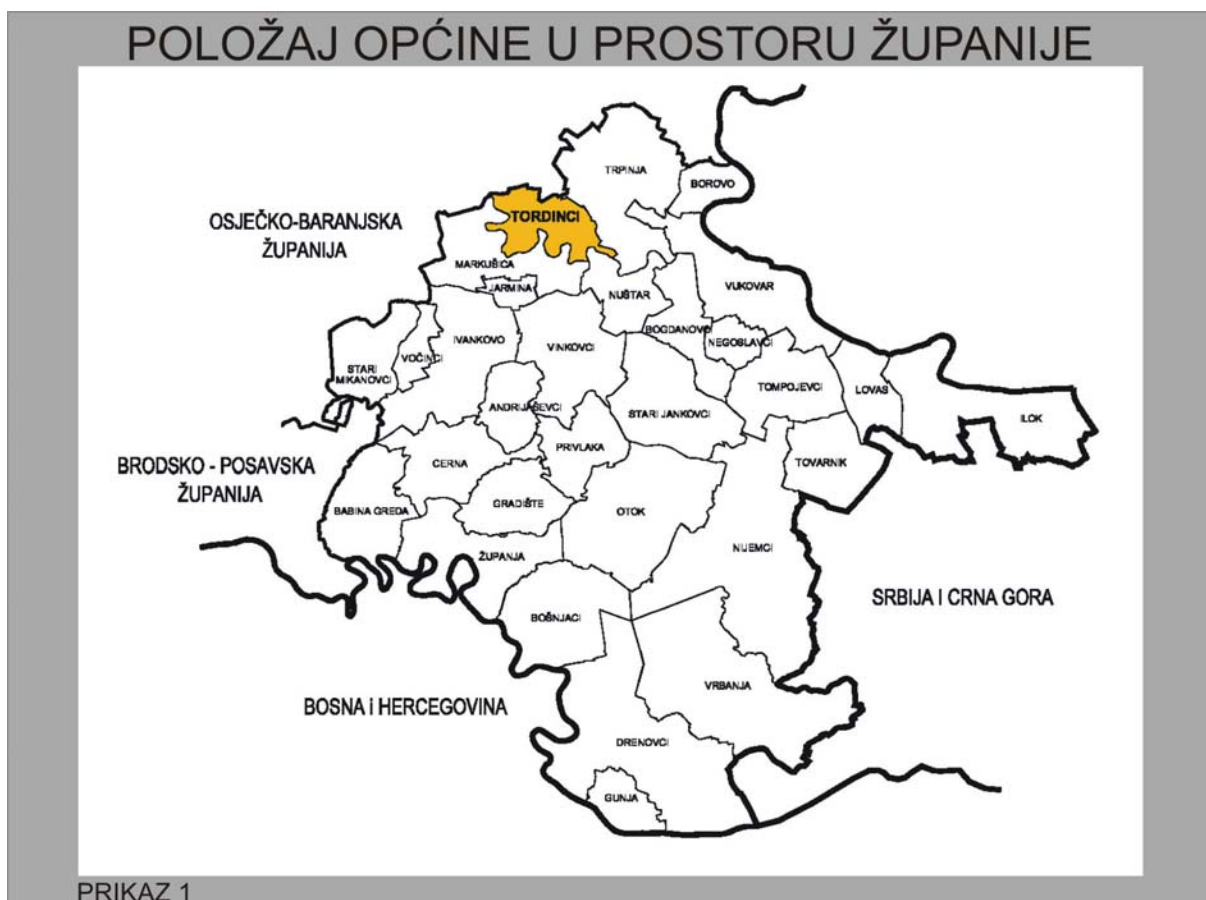 POLOŽAJ OPĆINE U PROSTORU ŽUPANIJE
TRPINJA
BOROVO
TORDINCI
OSJEČKO-BARANJSKA
ŽUPANIJA
MARKUŠICA
JARMINA
NUŠTAR
VUKOVAR
BOGDANOVO
NEGOSLAVCI
IVANKOVO
VINKOVCI
VOČINCI
STARI
MIKANOVCI
TOMPOJEVCI
LOVAS
ILOK
ANDRIJAŠEVCI
STARI JANKOVCI
PRIVLAKA
TOVARNIK
CERNA
BRODSKO - POSAVSKA
ŽUPANIJA
GRADIŠTE
BABINA GREDA
OTOK
NIJEMCI
ŽUPANJA
SRBIJA I CRNA GORA
BOŠNJACI
VRBANJA
BOSNA i HERCEGOVINA
DRENOVCI
GUNJA
PRIKAZ 1